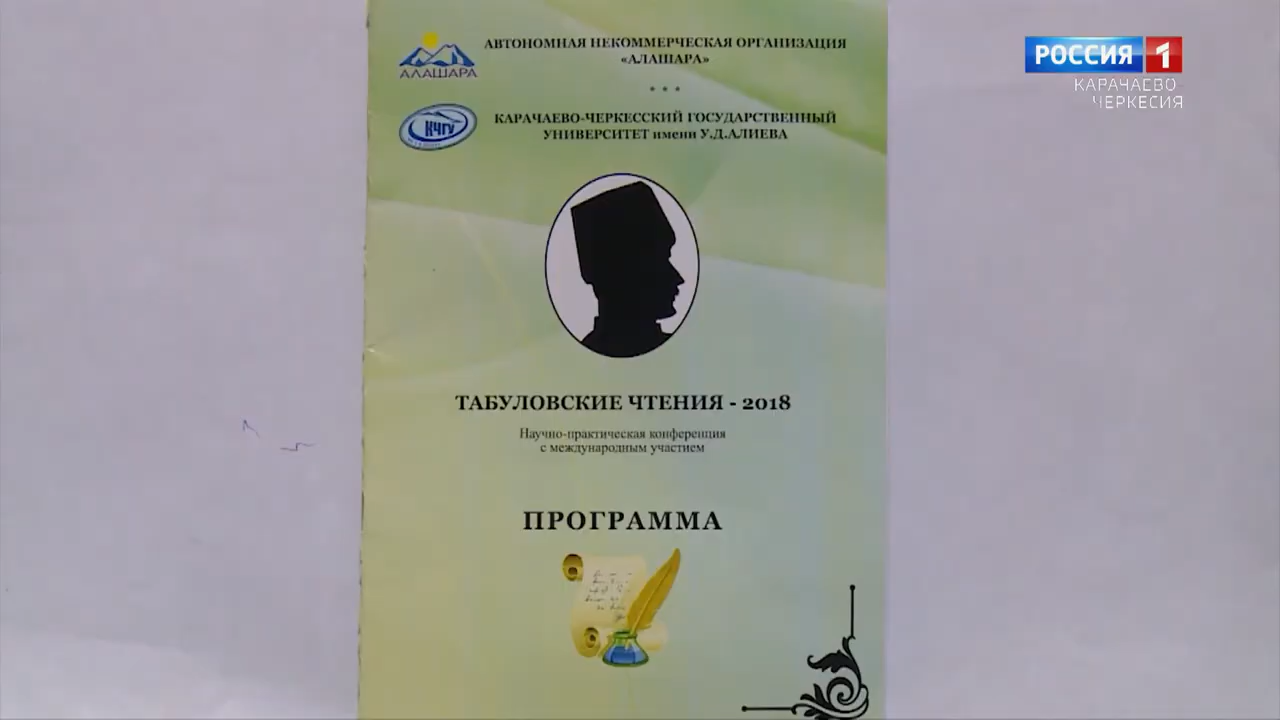 АВТОНОМНАЯ НЕКОММЕРЧЕСКАЯ ОРГАНИЗАЦИЯ
«АЛАШАРА»
АЛАШАРА
* * *
КАРАЧАЕВО-ЧЕРКЕССКИЙ ГОСУДАРСТВЕННЫЙ
УНИВЕРСИТЕТ имени У.Д.АЛИЕВА
КЧГУ
ТАБУЛОВСКИЕ ЧТЕНИЯ - 2018
Научно-практическая конференция
с международным участием
ПРОГРАММА
РОССИЯ 1
КАРАЧАЕВО
ЧЕРКЕСИЯ